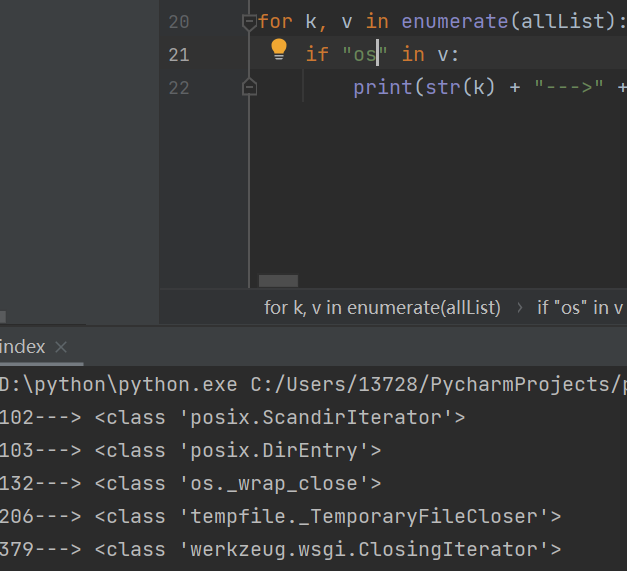 20 for k, v in enumerate(allList):
21 if "os" in v:
22 print(str(k) + "--->" +
for k, v in enumerate(allList) › if "os" in v
index ×
D:\python\python.exe C:/Users/13728/PycharmProjects/p
102---> <class 'posix.ScandirIterator'>
103---> <class 'posix.DirEntry'>
132---> <class 'os._wrap_close'>
206---> <class 'tempfile._TemporaryFileCloser'>
379---> <class 'werkzeug.wsgi.ClosingIterator'>